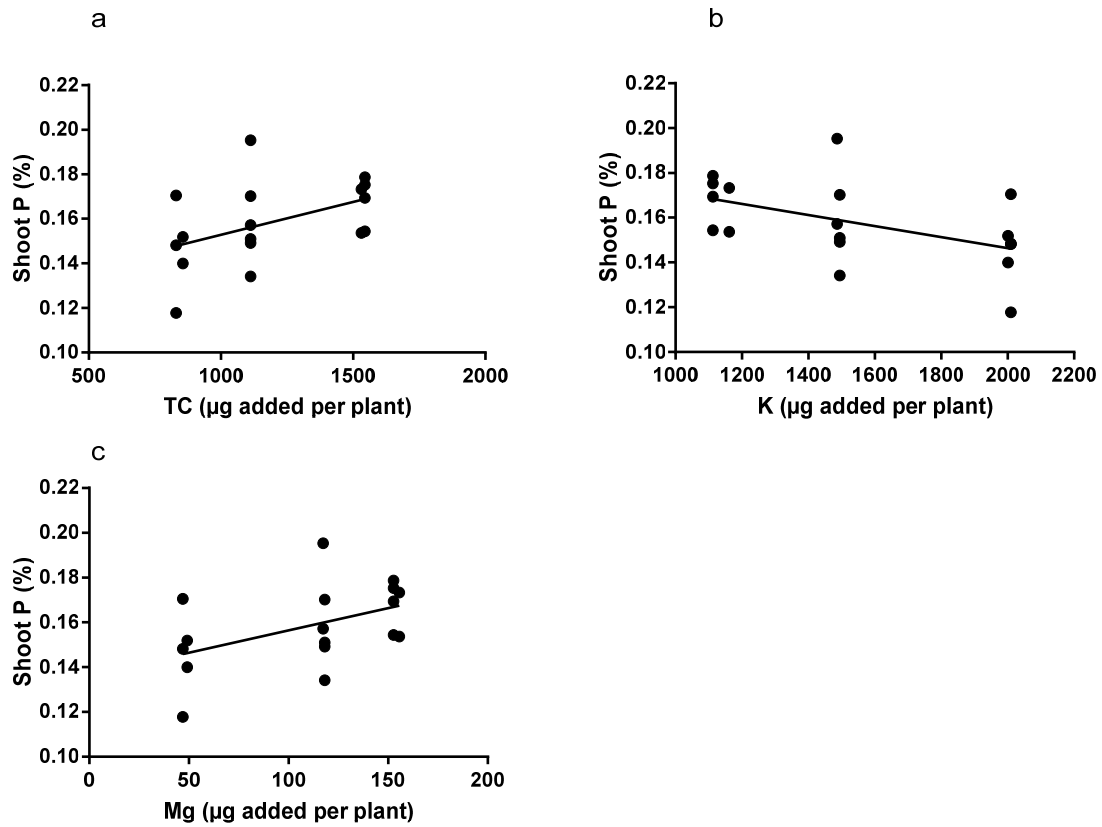 a
0.22
0.20
0.18
0.16
0.14
0.12
0.10
Shoot P (%)
500 1000 1500 2000
TC (µg added per plant)
b
0.22
0.20
0.18
0.16
0.14
0.12
0.10
Shoot P (%)
1000 1200 1400 1600 1800 2000 2200
K (µg added per plant)
c
0.22
0.20
0.18
0.16
0.14
0.12
0.10
Shoot P (%)
0 50 100 150 200
Mg (µg added per plant)